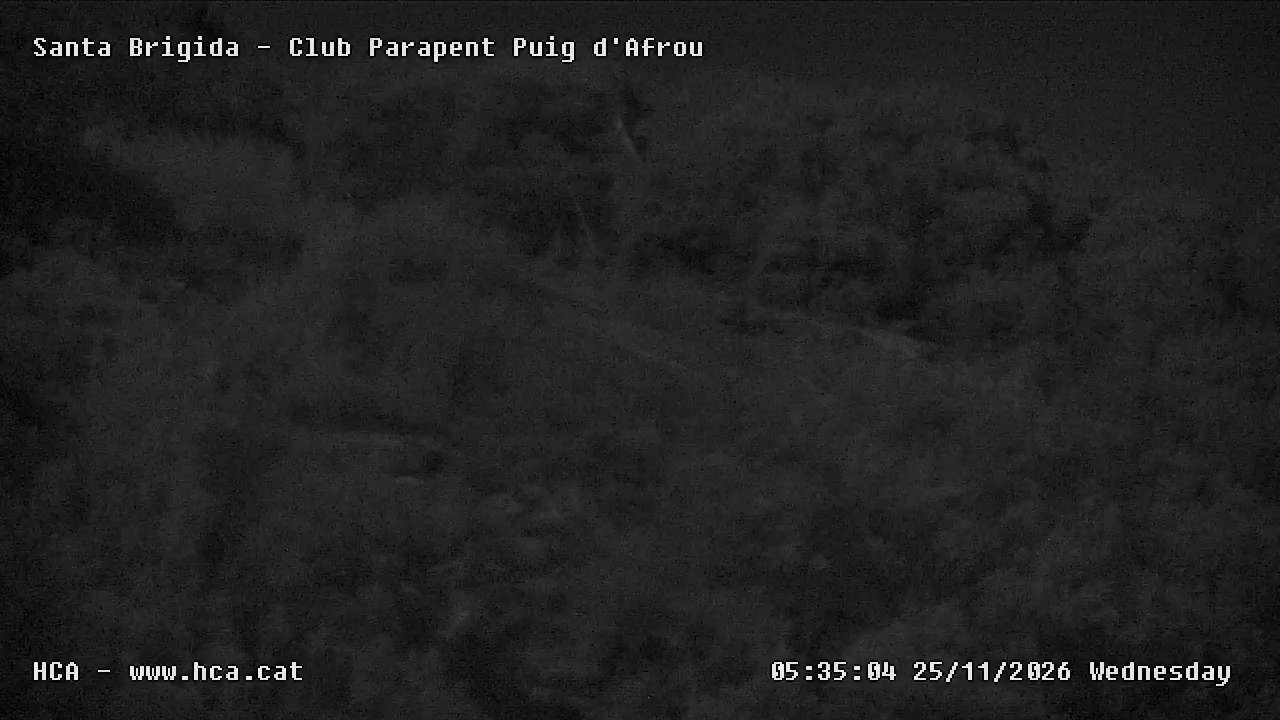 Santa Brigida - Club Parapent Puig d'Afrou
HCA - www.hca.cat
05:35:04 25/11/2026 Wednesday